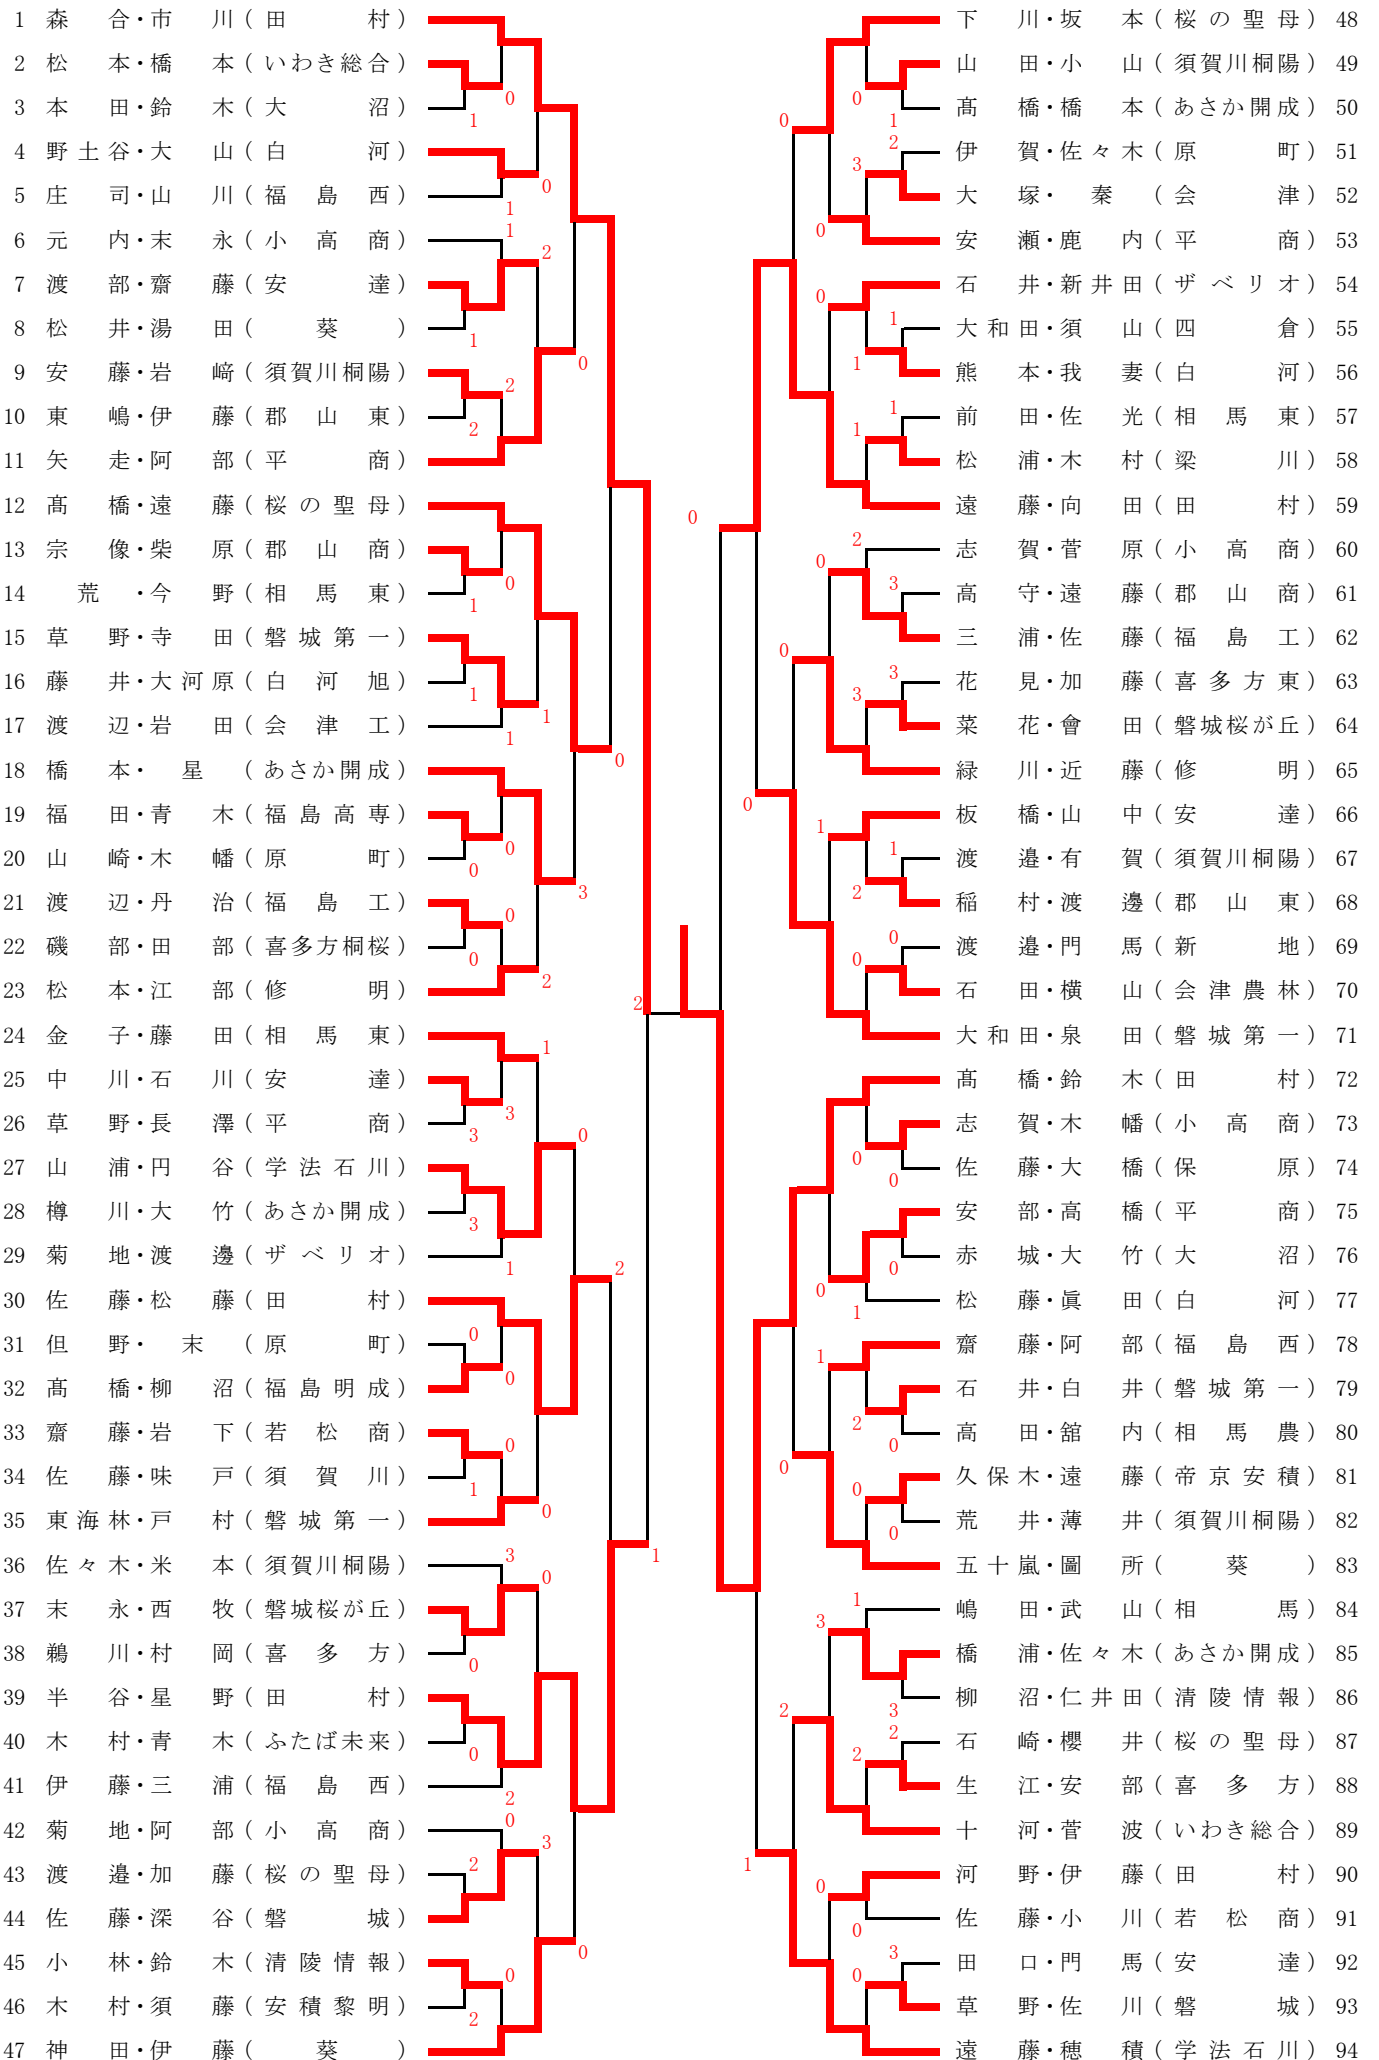 1 森合・市川(田村)
2 松本・橋本(いわき総合)
3 本田・鈴木(大沼)
4 野土谷・大山(白河)
5 庄司・山川(福島西)
6 元内・末永(小高商)
7 渡部・齋藤(安達)
8 松井・湯田(葵)
9 安藤・岩﨑(須賀川桐陽)
10 東嶋・伊藤(郡山東)
11 矢走・阿部(平商)
12 髙橋・遠藤(桜の聖母)
13 宗像・柴原(郡山商)
14 荒・今野(相馬東)
15 草野・寺田(磐城第一)
16 藤井・大河原(白河旭)
17 渡辺・岩田(会津工)
18 橋本・星(あさか開成)
19 福田・青木(福島高専)
20 山崎・木幡(原町)
21 渡辺・丹治(福島工)
22 磯部・田部(喜多方桐桜)
23 松本・江部(修明)
24 金子・藤田(相馬東)
25 中川・石川(安達)
26 草野・長澤(平商)
27 山浦・円谷(学法石川)
28 樽川・大竹(あさか開成)
29 菊地・渡邊(ザベリオ)
30 佐藤・松藤(田村)
31 但野・末(原町)
32 髙橋・柳沼(福島明成)
33 齋藤・岩下(若松商)
34 佐藤・味戸(須賀川)
35 東海林・戸村(磐城第一)
36 佐々木・米本(須賀川桐陽)
37 末永・西牧(磐城桜が丘)
38 鵜川・村岡(喜多方)
39 半谷・星野(田村)
40 木村・青木(ふたば未来)
41 伊藤・三浦(福島西)
42 菊地・阿部(小高商)
43 渡邉・加藤(桜の聖母)
44 佐藤・深谷(磐城)
45 小林・鈴木(清陵情報)
46 木村・須藤(安積黎明)
47 神田・伊藤(葵)
下川・坂本(桜の聖母) 48
山田・小山(須賀川桐陽) 49
髙橋・橋本(あさか開成) 50
伊賀・佐々木(原町) 51
大塚・秦(会津) 52
安瀬・鹿内(平商) 53
石井・新井田(ザベリオ) 54
大和田・須山(四倉) 55
熊本・我妻(白河) 56
前田・佐光(相馬東) 57
松浦・木村(梁川) 58
遠藤・向田(田村) 59
志賀・菅原(小高商) 60
高守・遠藤(郡山商) 61
三浦・佐藤(福島工) 62
花見・加藤(喜多方東) 63
菜花・會田(磐城桜が丘) 64
緑川・近藤(修明) 65
板橋・山中(安達) 66
渡邉・有賀(須賀川桐陽) 67
稲村・渡邊(郡山東) 68
渡邉・門馬(新地) 69
石田・横山(会津農林) 70
大和田・泉田(磐城第一) 71
髙橋・鈴木(田村) 72
志賀・木幡(小高商) 73
佐藤・大橋(保原) 74
安部・高橋(平商) 75
赤城・大竹(大沼) 76
松藤・眞田(白河) 77
齋藤・阿部(福島西) 78
石井・白井(磐城第一) 79
高田・舘内(相馬農) 80
久保木・遠藤(帝京安積) 81
荒井・薄井(須賀川桐陽) 82
五十嵐・圖所(葵) 83
嶋田・武山(相馬) 84
橋浦・佐々木(あさか開成) 85
柳沼・仁井田(清陵情報) 86
石崎・櫻井(桜の聖母) 87
生江・安部(喜多方) 88
十河・菅波(いわき総合) 89
河野・伊藤(田村) 90
佐藤・小川(若松商) 91
田口・門馬(安達) 92
草野・佐川(磐城) 93
遠藤・穂積(学法石川) 94